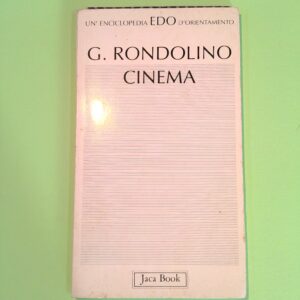 UN' ENCICLOPEDIA EDO D'ORIENTAMENTO
G. RONDOLINO
CINEMA
Jaca Book